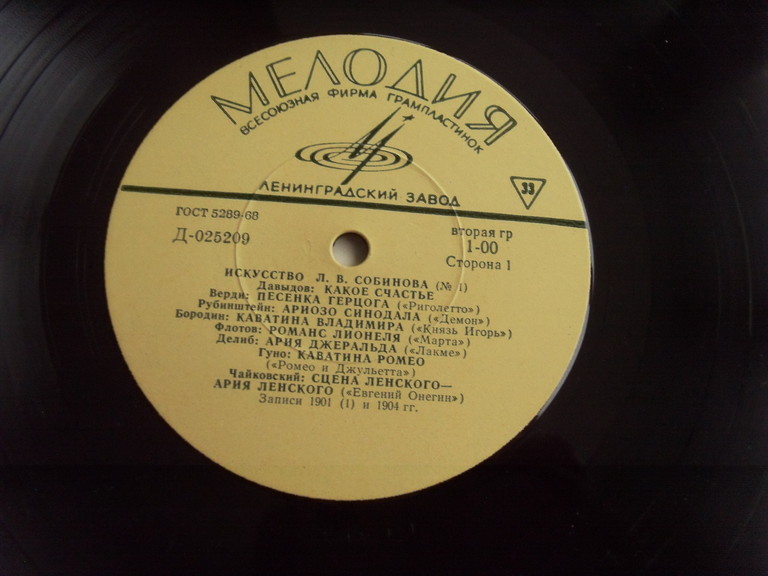 МЕЛОДИЯ
ВСЕСОЮЗНАЯ ФИРМА ГРАМПЛАСТИНОК
ЛЕНИНГРАДСКИЙ ЗАВОД
33
ГОСТ 5289-68
Д-025209
вторая гр
1-00
Сторона 1
ИСКУССТВО Л. В. СОБИНОВА (№ 1)
Давыдов: КАКОЕ СЧАСТЬЕ
Верди: ПЕСЕНКА ГЕРЦОГА («Риголетто»)
Рубинштейн: АРИОЗО СИНОДАЛА («Демон»)
Бородин: КАВАТИНА ВЛАДИМИРА («Князь Игорь»)
Флотов: РОМАНС ЛИОНЕЛЯ («Марта»)
Делиб: АРИЯ ДЖЕРАЛЬДА («Лакме»)
Гуно: КАВАТИНА РОМЕО
(«Ромео и Джульетта»)
Чайковский: СЦЕНА ЛЕНСКОГО—
АРИЯ ЛЕНСКОГО («Евгений Онегин»)
Записи 1901 (1) и 1904 гг.